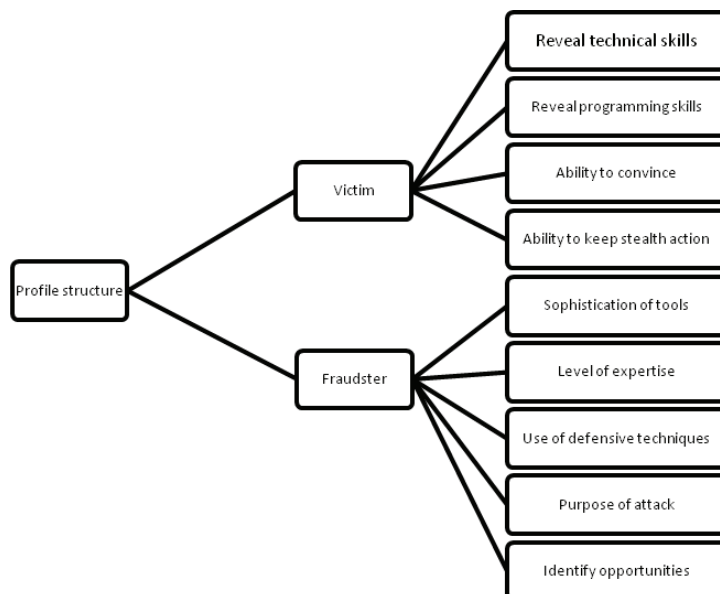 Reveal technical skills
Reveal programming skills
Victim
Ability to convince
Ability to keep stealth action
Profile structure
Sophistication of tools
Fraudster
Level of expertise
Use of defensive techniques
Purpose of attack
Identify opportunities